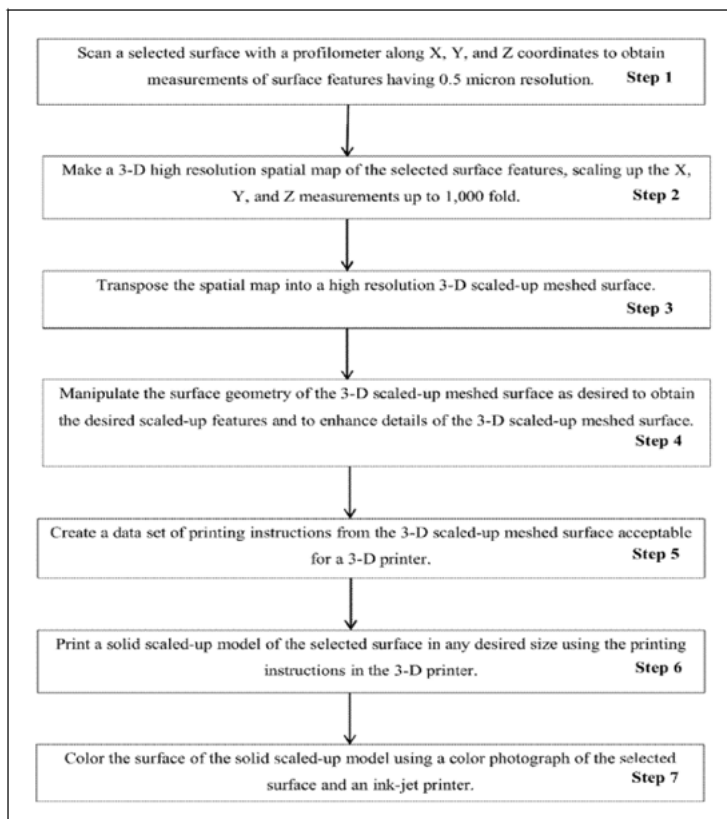 Scan a selected surface with a profilometer along X, Y, and Z coordinates to obtain
measurements of surface features having 0.5 micron resolution. Step 1
Make a 3-D high resolution spatial map of the selected surface features, scaling up the X,
Y, and Z measurements up to 1,000 fold. Step 2
Transpose the spatial map into a high resolution 3-D scaled-up meshed surface.
Step 3
Manipulate the surface geometry of the 3-D scaled-up meshed surface as desired to obtain
the desired scaled-up features and to enhance details of the 3-D scaled-up meshed surface.
Step 4
Create a data set of printing instructions from the 3-D scaled-up meshed surface acceptable
for a 3-D printer. Step 5
Print a solid scaled-up model of the selected surface in any desired size using the printing
instructions in the 3-D printer. Step 6
Color the surface of the solid scaled-up model using a color photograph of the selected
surface and an ink-jet printer. Step 7